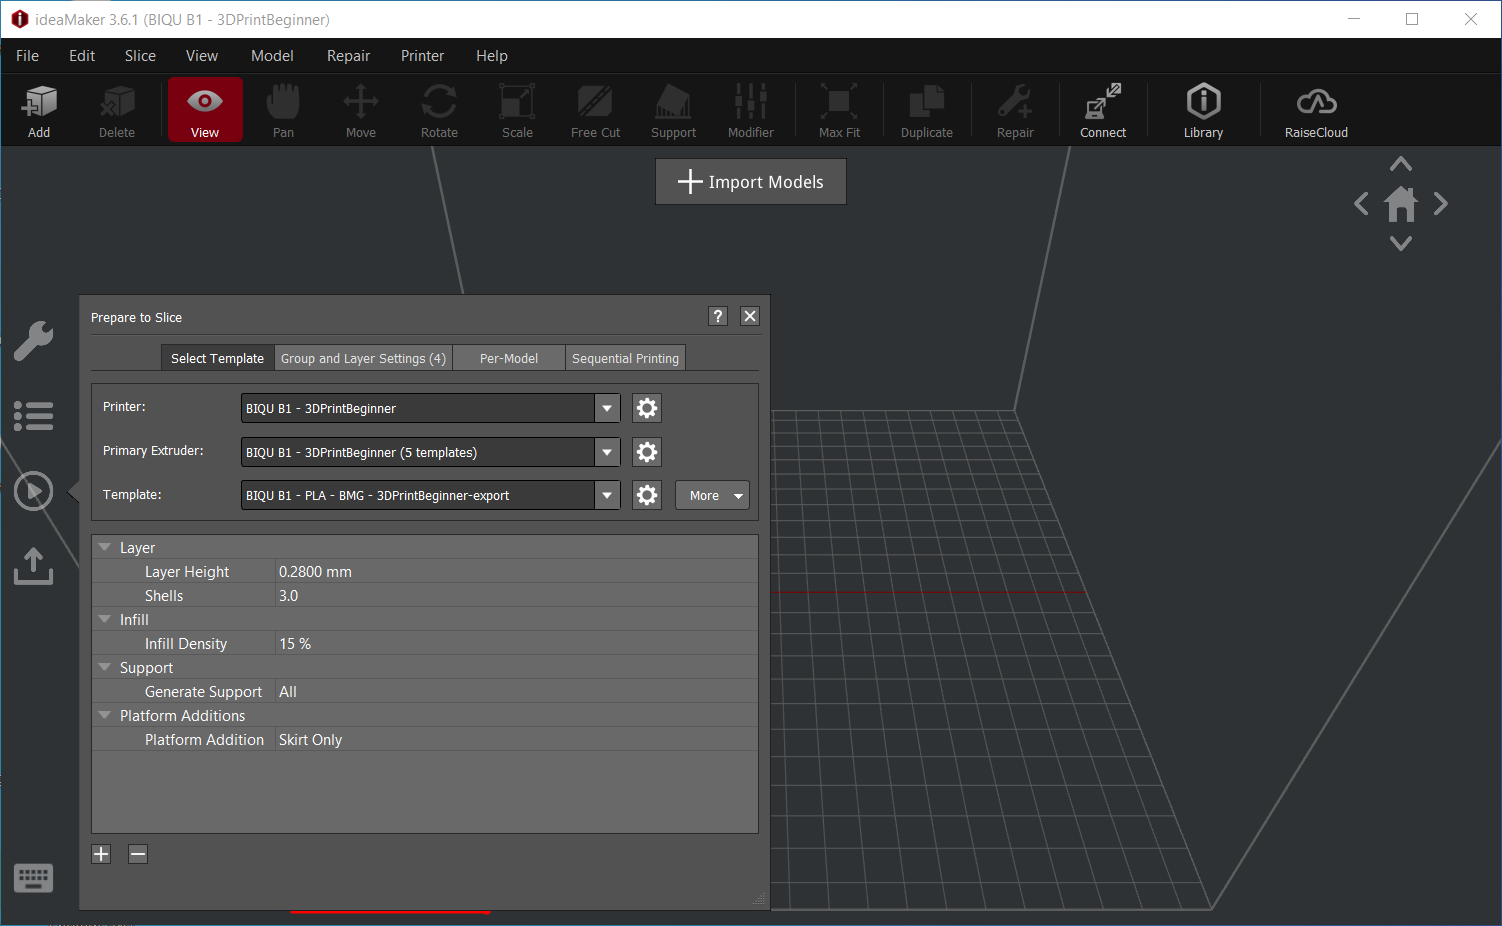 ideaMaker 3.6.1 (BIQU B1 - 3DPrintBeginner)
File Edit Slice View Model Repair Printer Help
Add Delete View Pan Move Rotate Scale Free Cut Support Modifier Max Fit Duplicate Repair Connect Library RaiseCloud
Import Models
Prepare to Slice
?
Select Template Group and Layer Settings (4) Per-Model Sequential Printing
Printer: BIQU B1 - 3DPrintBeginner
Primary Extruder: BIQU B1 - 3DPrintBeginner (5 templates)
Template: BIQU B1 - PLA - BMG - 3DPrintBeginner-export More
Layer
Layer Height 0.2800 mm
Shells 3.0
Infill
Infill Density 15 %
Support
Generate Support All
Platform Additions
Platform Addition Skirt Only